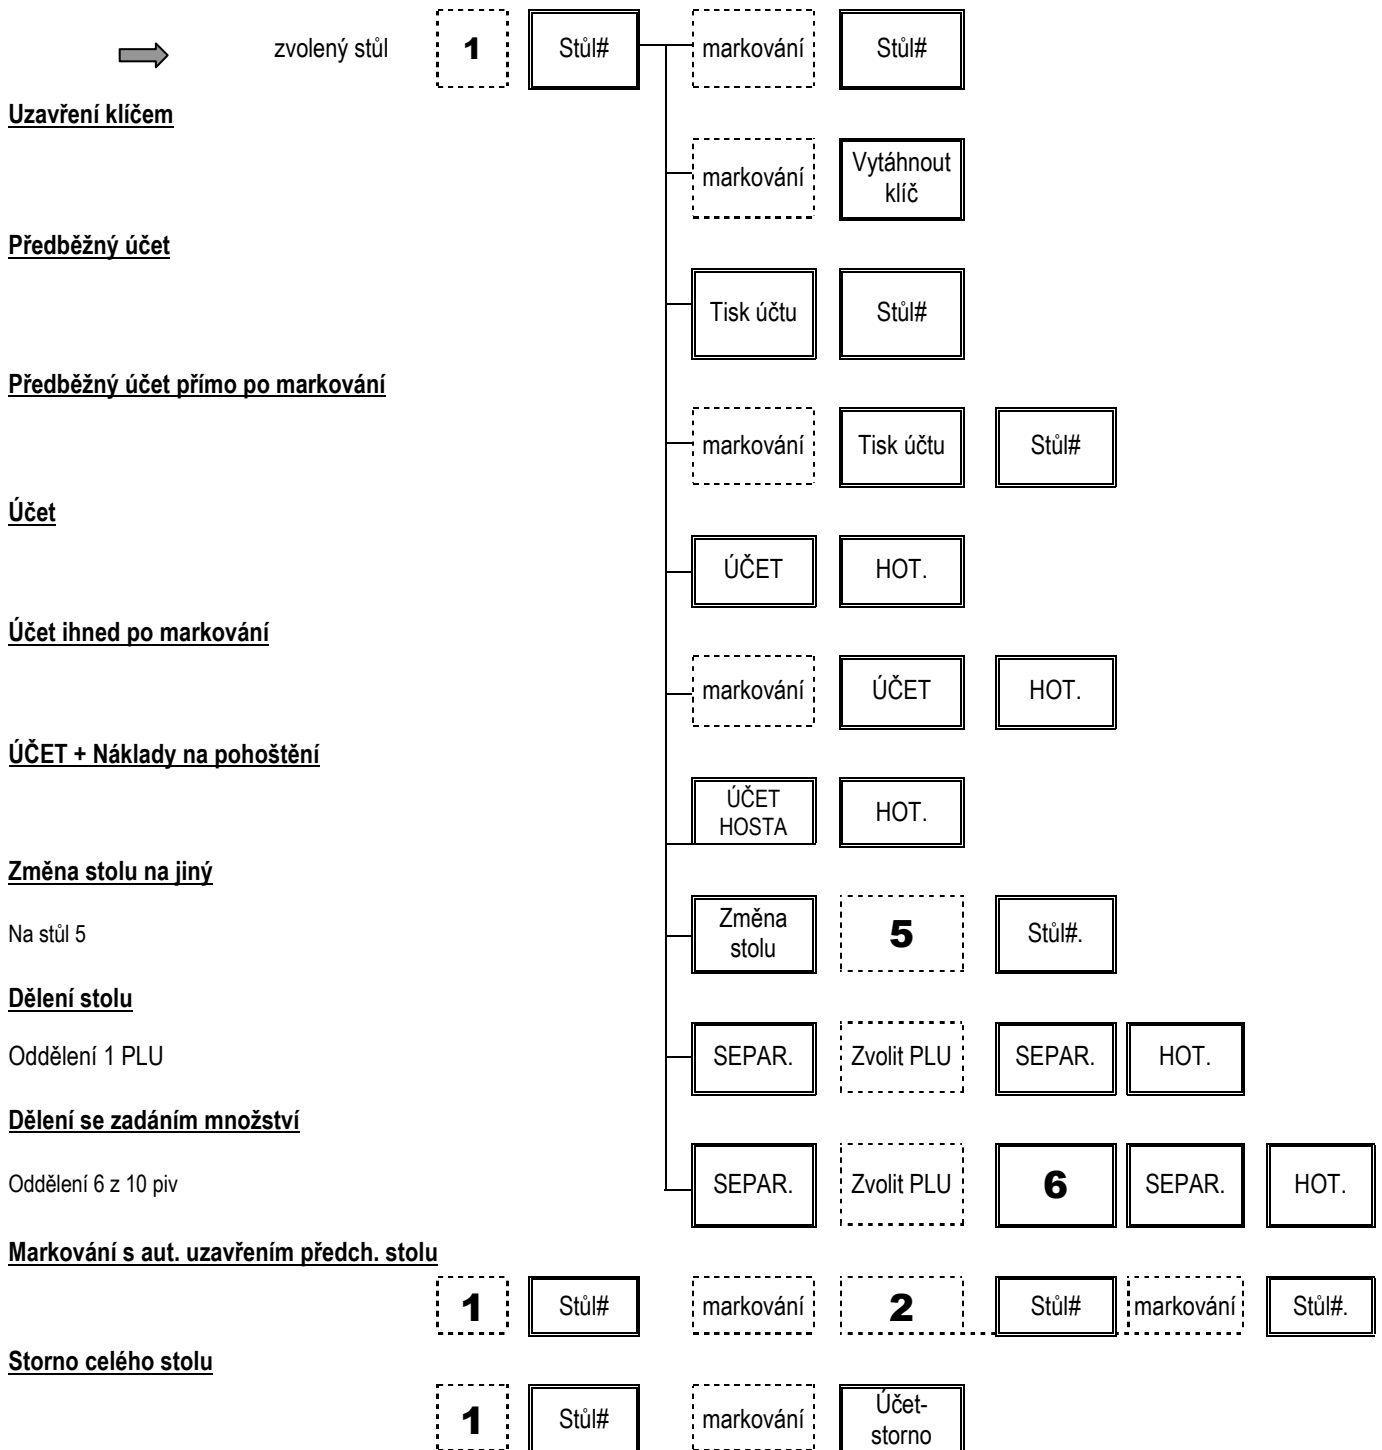 zvolený stůl 1 Stůl# markování Stůl#
Uzavření klíčem
markování Vytáhnout klíč
Předběžný účet
Tisk účtu Stůl#
Předběžný účet přímo po markování
markování Tisk účtu Stůl#
Účet
ÚČET HOT.
Účet ihned po markování
markování ÚČET HOT.
ÚČET + Náklady na pohoštění
ÚČET HOSTA HOT.
Změna stolu na jiný
Na stůl 5 Změna stolu 5 Stůl#.
Dělení stolu
Oddělení 1 PLU SEPAR. Zvolit PLU SEPAR. HOT.
Dělení se zadáním množství
Oddělení 6 z 10 piv SEPAR. Zvolit PLU 6 SEPAR. HOT.
Markování s aut. uzavřením předch. stolu
1 Stůl# markování 2 Stůl# markování Stůl#.
Storno celého stolu
1 Stůl# markování Účet-storno